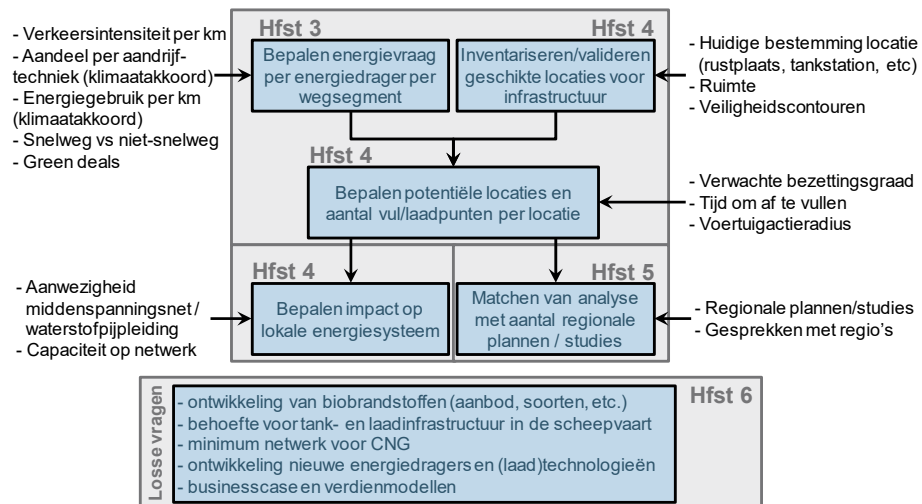 Hfst 3
Hfst 4
- Verkeersintensiteit per km
- Aandeel per aandrijf-
techniek (klimaatakkoord)
- Energiegebruik per km
(klimaatakkoord)
- Snelweg vs niet-snelweg
- Green deals
Bepalen energievraag
per energiedrager per
wegsegment
Inventariseren/valideren
geschikte locaties voor
infrastructuur
- Huidige bestemming locatie
(rustplaats, tankstation, etc)
- Ruimte
- Veiligheidscontouren
Hfst 4
Bepalen potentiële locaties en
aantal vul/laadpunten per locatie
- Verwachte bezettingsgraad
- Tijd om af te vullen
- Voertuigactieradius
Hfst 4
Hfst 5
- Aanwezigheid
middenspanningsnet /
waterstofpijpleiding
- Capaciteit op netwerk
Bepalen impact op
lokale energiesysteem
Matchen van analyse
met aantal regionale
plannen / studies
- Regionale plannen/studies
- Gesprekken met regio's
Losse vragen
Hfst 6
- ontwikkeling van biobrandstoffen (aanbod, soorten, etc.)
- behoefte voor tank- en laadinfrastructuur in de scheepvaart
- minimum netwerk voor CNG
- ontwikkeling nieuwe energiedragers en (laad)technologieën
- businesscase en verdienmodellen